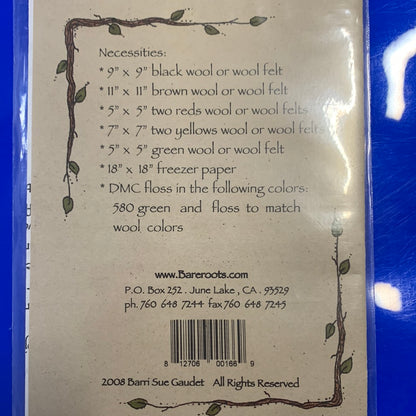 Necessities:
* 9" x 9" black wool or wool felt
* 11" x 11" brown wool or wool felt
* 5" x 5" two reds wool or wool felts
* 7" x 7" two yellows wool or wool felts
* 5" x 5" green wool or wool felt
* 18" x 18" freezer paper
* DMC floss in the following colors:
580 green and floss to match
wool colors
www.Bareroots.com
P.O. Box 252 . June Lake , CA . 93529
ph. 760 648 7244 fax 760 648 7245
8 12706 00166 9
2008 Barri Sue Gaudet All Rights Reserved